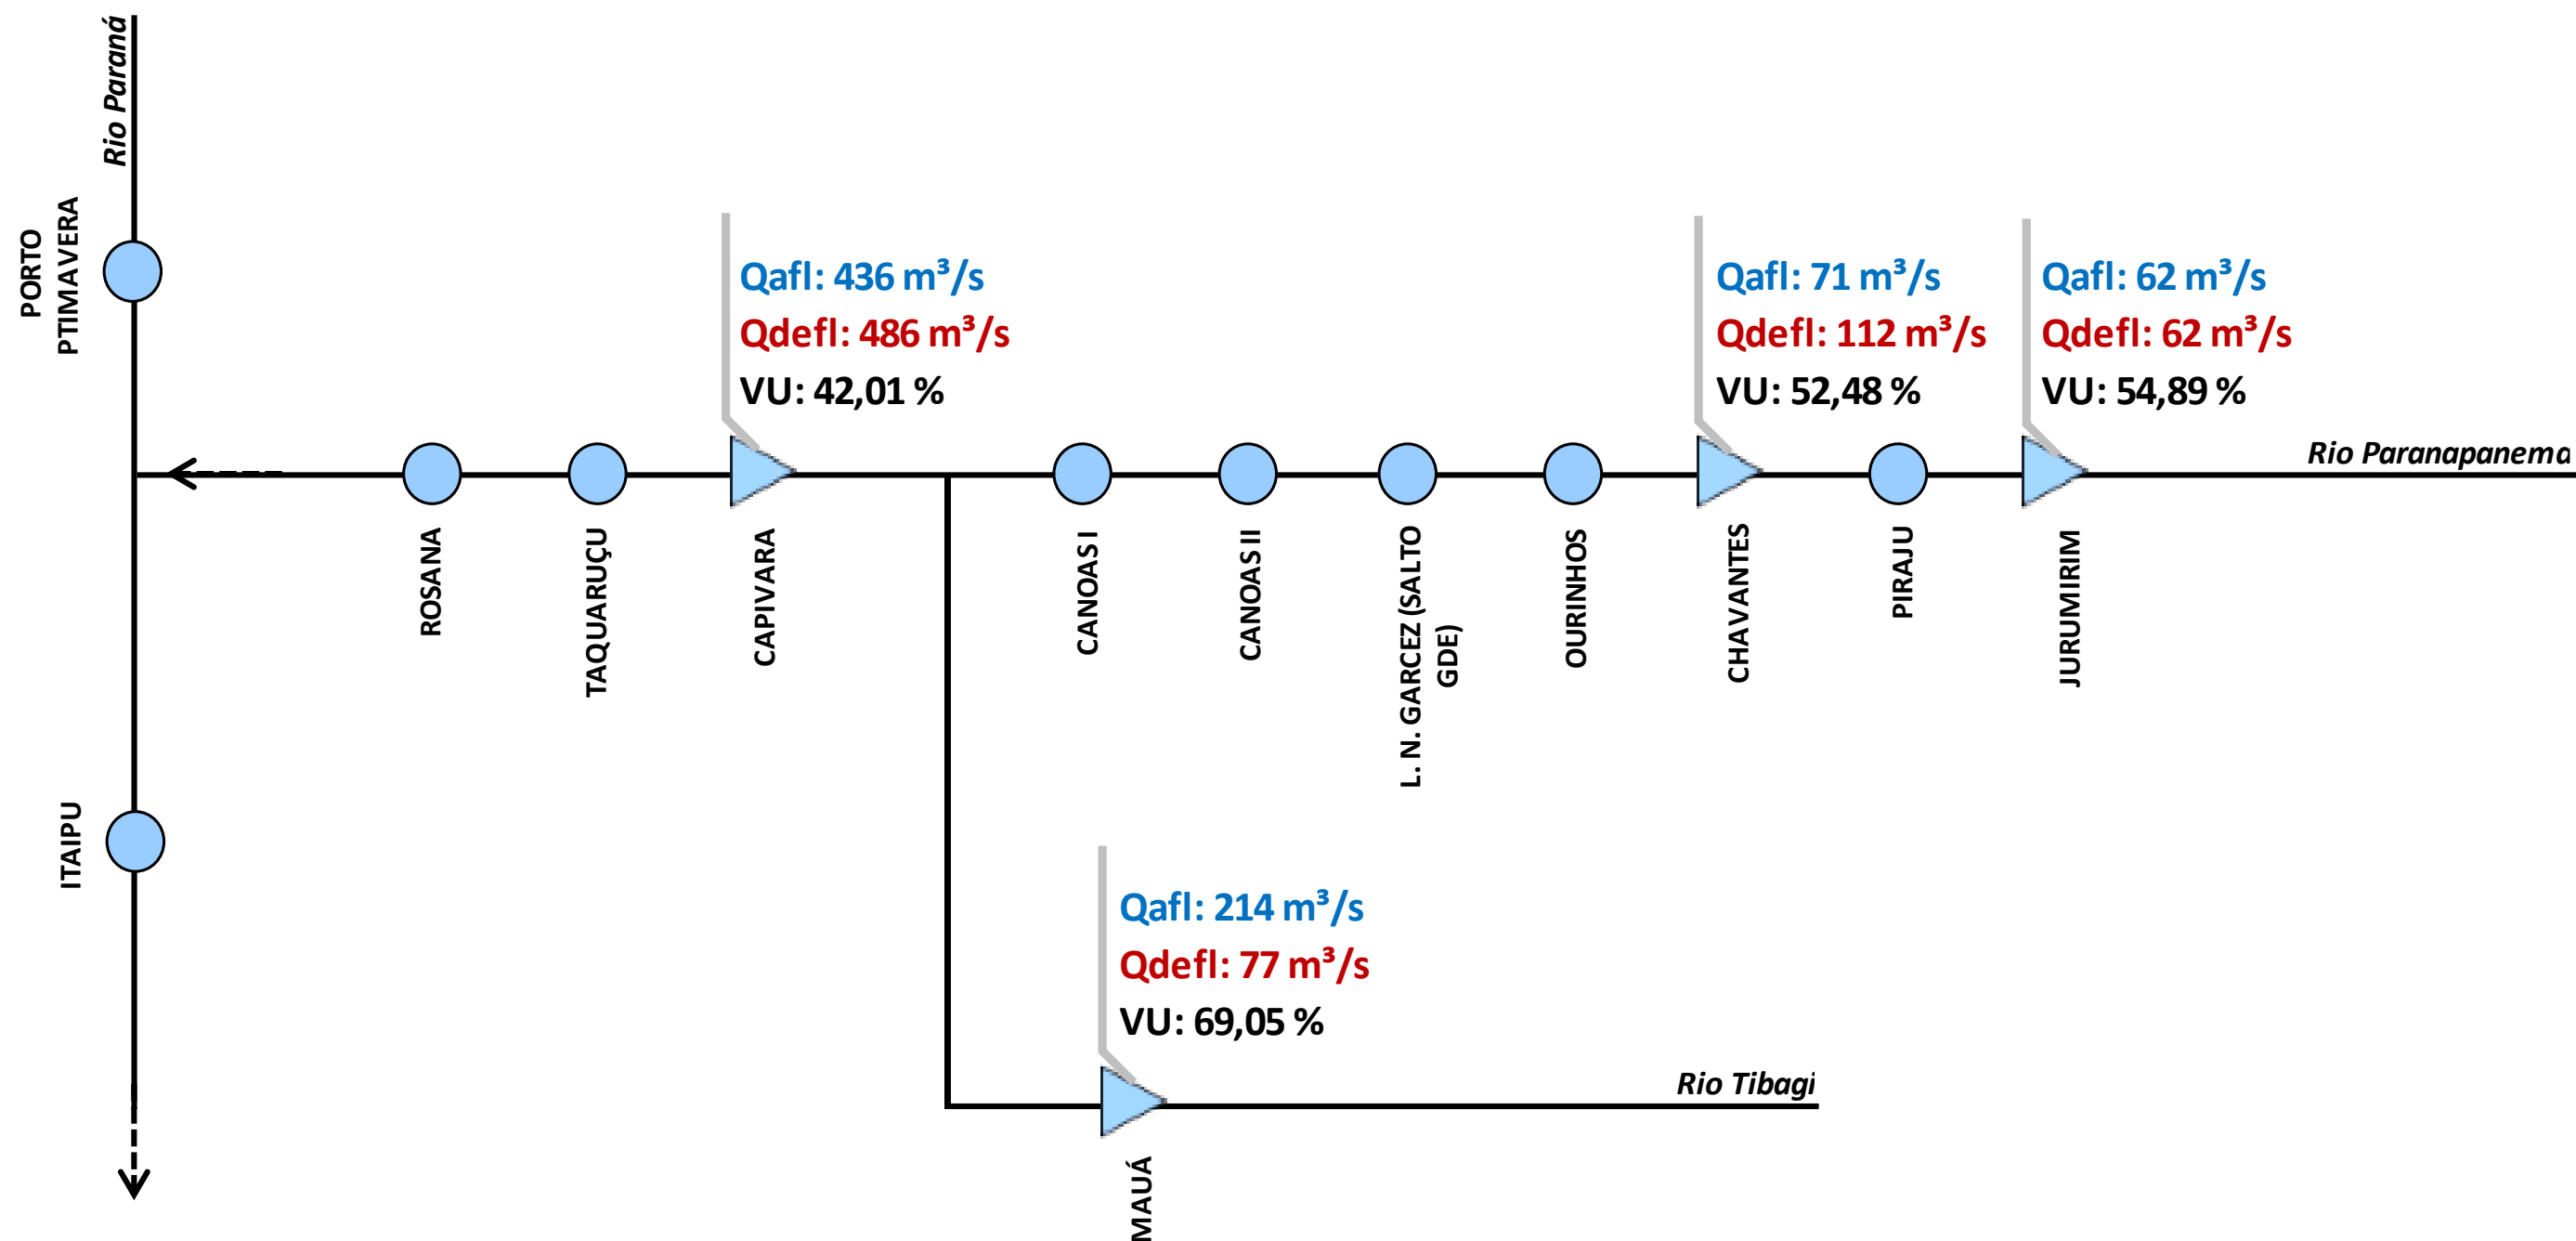 Rio Paraná
PORTO
PTIMAVERA
Qafl: 436 m³/s
Qdefl: 486 m³/s
VU: 42,01 %
Qafl: 71 m³/s
Qdefl: 112 m³/s
VU: 52,48 %
Qafl: 62 m³/s
Qdefl: 62 m³/s
VU: 54,89 %
Rio Paranapanema
ROSANA
TAQUARUÇU
CAPIVARA
CANOAS I
CANOAS II
L. N. GARCEZ (SALTO
GDE)
OURINHOS
CHAVANTES
PIRAJU
JURUMIRIM
ITAIPU
Qafl: 214 m³/s
Qdefl: 77 m³/s
VU: 69,05 %
Rio Tibagi
MAUÁ